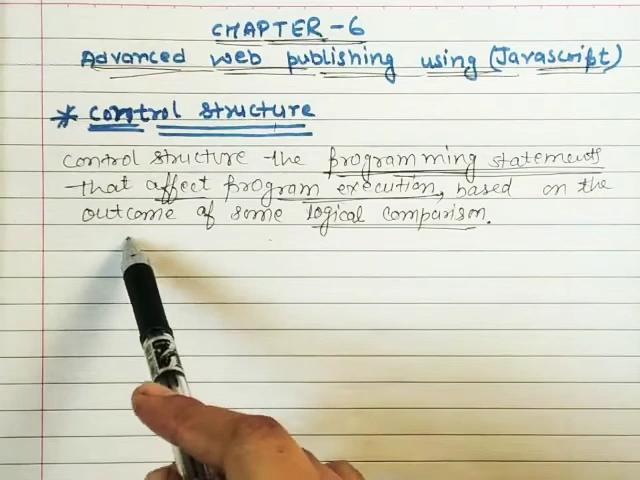 CHAPTER - 6
Advanced web publishing using (Javascript)
* control structure
control structure the programming statements
that affect program execution, based on the
outcome of some logical comparison.